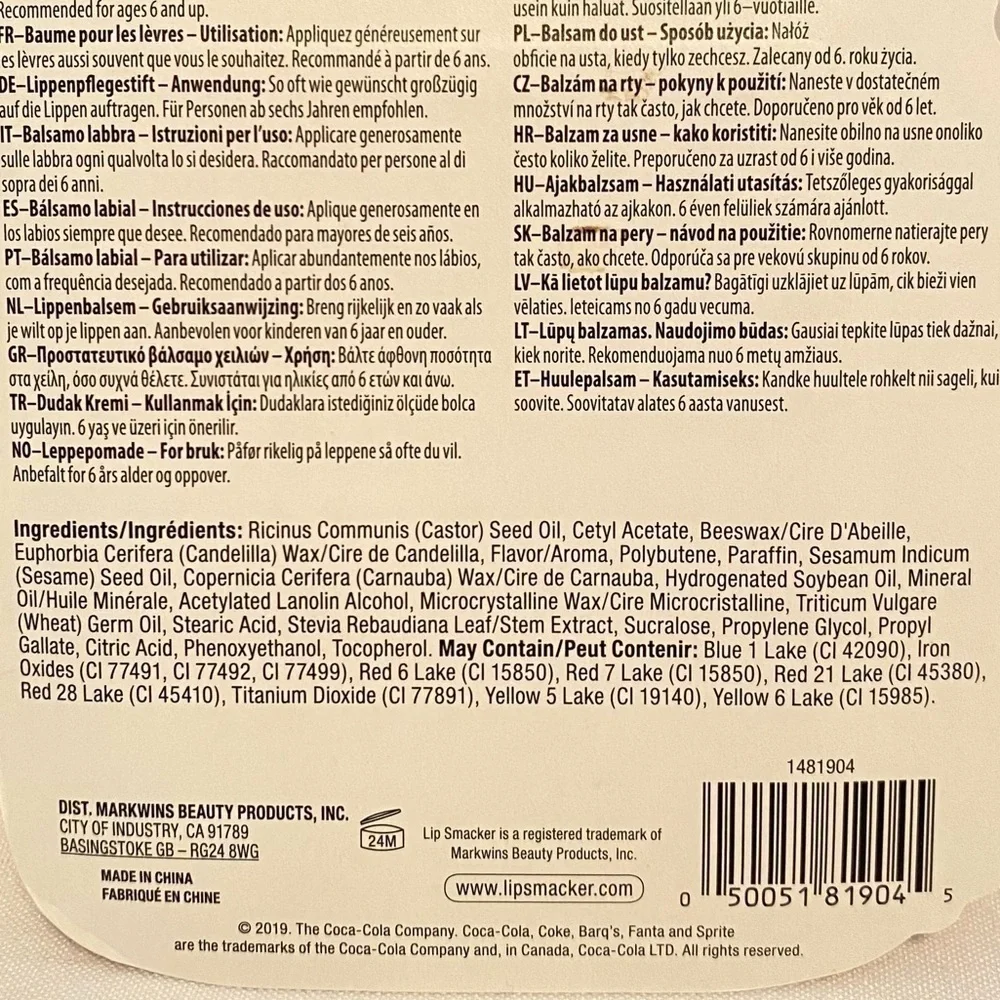 Recommended for ages 6 and up.
FR–Baume pour les lèvres – Utilisation: Appliquez généreusement sur
les lèvres aussi souvent que vous le souhaitez. Recommandé à partir de 6 ans.
DE–Lippenpflegestift – Anwendung: So oft wie gewünscht großzügig
auf die Lippen auftragen. Für Personen ab sechs Jahren empfohlen.
IT–Balsamo labbra – Istruzioni per l'uso: Applicare generosamente
sulle labbra ogni qualvolta lo si desidera. Raccomandato per persone al di
sopra dei 6 anni.
ES–Bálsamo labial – Instrucciones de uso: Aplique generosamente en
los labios siempre que desee. Recomendado para mayores de seis años.
PT–Bálsamo labial – Para utilizar: Aplicar abundantemente nos lábios,
com a frequência desejada. Recomendado a partir dos 6 anos.
NL–Lippenbalsem – Gebruiksaanwijzing: Breng rijkelijk en zo vaak als
je wilt op je lippen aan. Aanbevolen voor kinderen van 6 jaar en ouder.
GR–Προστατευτικό βάλσαμο χειλιών – Χρήση: Βάλτε άφθονη ποσότητα
στα χείλη, όσο συχνά θέλετε. Συνιστάται για ηλικίες από 6 ετών και άνω.
TR–Dudak Kremi – Kullanmak İçin: Dudaklara istediğiniz ölçüde bolca
uygulayın. 6 yaş ve üzeri için önerilir.
NO–Leppepomade – For bruk: Påfør rikelig på leppene så ofte du vil.
Anbefalt for 6 års alder og oppover.
usein kuin haluat. Suositellaan yli 6–vuotiaille.
PL–Balsam do ust – Sposób użycia: Nałóż
obficie na usta, kiedy tylko zechcesz. Zalecany od 6. roku życia.
CZ–Balzám na rty – pokyny k použití: Naneste v dostatečném
množství na rty tak často, jak chcete. Doporučeno pro věk od 6 let.
HR–Balzam za usne – kako koristiti: Nanesite obilno na usne onoliko
često koliko želite. Preporučeno za uzrast od 6 i više godina.
HU–Ajakbalzsam – Használati utasítás: Tetszőleges gyakorisággal
alkalmazható az ajkakon. 6 éven felüliek számára ajánlott.
SK–Balzam na pery – návod na použitie: Rovnomerne natierajte pery
tak často, ako chcete. Odporúča sa pre vekovú skupinu od 6 rokov.
LV–Kā lietot lūpu balzamu? Bagātīgi uzklājiet uz lūpām, cik bieži vien
vēlaties. Ieteicams no 6 gadu vecuma.
LT–Lūpų balzamas. Naudojimo būdas: Gausiai tepkite lūpas tiek dažnai,
kiek norite. Rekomenduojama nuo 6 metų amžiaus.
ET–Huulepalsam – Kasutamiseks: Kandke huultele rohkelt nii sageli, kui
soovite. Soovitatav alates 6 aasta vanusest.
Ingredients/Ingrédients: Ricinus Communis (Castor) Seed Oil, Cetyl Acetate, Beeswax/Cire D'Abeille,
Euphorbia Cerifera (Candelilla) Wax/Cire de Candelilla, Flavor/Aroma, Polybutene, Paraffin, Sesamum Indicum
(Sesame) Seed Oil, Copernicia Cerifera (Carnauba) Wax/Cire de Carnauba, Hydrogenated Soybean Oil, Mineral
Oil/Huile Minérale, Acetylated Lanolin Alcohol, Microcrystalline Wax/Cire Microcristalline, Triticum Vulgare
(Wheat) Germ Oil, Stearic Acid, Stevia Rebaudiana Leaf/Stem Extract, Sucralose, Propylene Glycol, Propyl
Gallate, Citric Acid, Phenoxyethanol, Tocopherol. May Contain/Peut Contenir: Blue 1 Lake (CI 42090), Iron
Oxides (CI 77491, CI 77492, CI 77499), Red 6 Lake (CI 15850), Red 7 Lake (CI 15850), Red 21 Lake (CI 45380),
Red 28 Lake (CI 45410), Titanium Dioxide (CI 77891), Yellow 5 Lake (CI 19140), Yellow 6 Lake (CI 15985).
DIST. MARKWINS BEAUTY PRODUCTS, INC.
CITY OF INDUSTRY, CA 91789
BASINGSTOKE GB – RG24 8WG
MADE IN CHINA
FABRIQUÉ EN CHINE
24M
Lip Smacker is a registered trademark of
Markwins Beauty Products, Inc.
www.lipsmacker.com
1481904
0 50051 81904 5
© 2019. The Coca-Cola Company. Coca-Cola, Coke, Barq's, Fanta and Sprite
are the trademarks of the Coca-Cola Company and, in Canada, Coca-Cola LTD. All rights reserved.